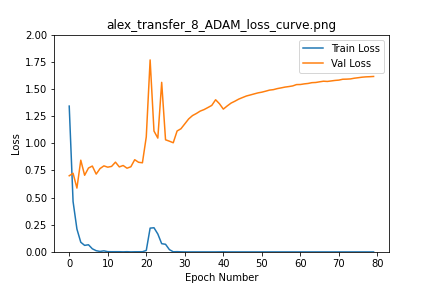 alex_transfer_8_ADAM_loss_curve.png
2.00
1.75
1.50
1.25
1.00
0.75
0.50
0.25
0.00
Loss
Train Loss
Val Loss
0 10 20 30 40 50 60 70 80
Epoch Number